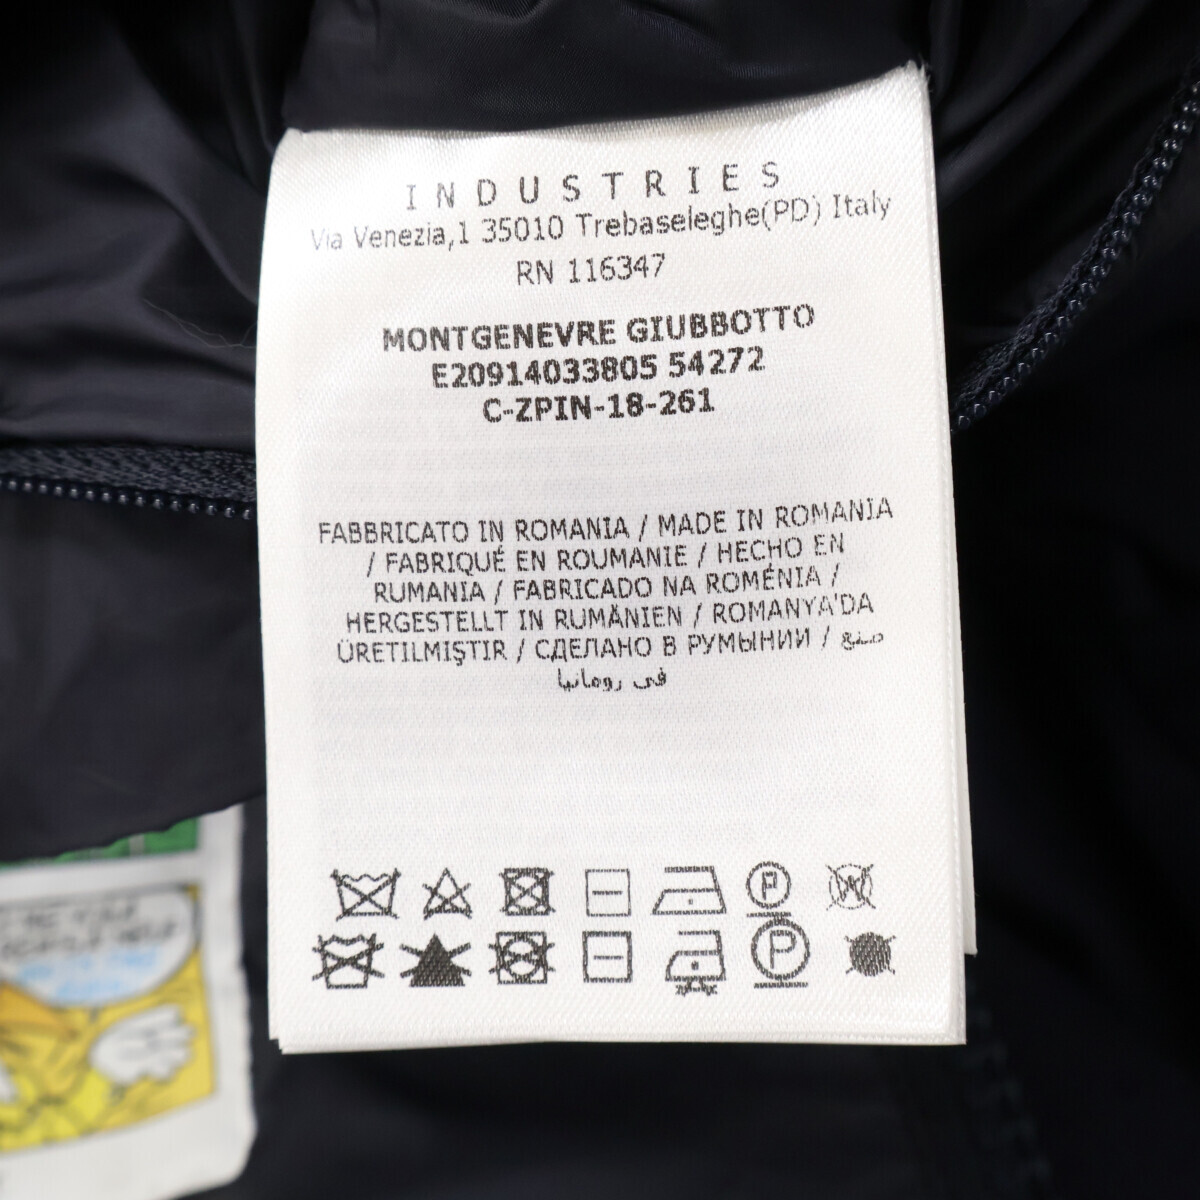 INDUSTRIES
Via Venezia,1 35010 Trebaseleghe(PD) Italy
RN 116347
MONTGENEVRE GIUBBOTTO
E20914033805 54272
C-ZPIN-18-261
FABBRICATO IN ROMANIA / MADE IN ROMANIA
/ FABRIQUÉ EN ROUMANIE / HECHO EN
RUMANIA / FABRICADO NA ROMÉNIA /
HERGESTELLT IN RUMÄNIEN / ROMANYA'DA
ÜRETILMIŞTIR / СДЕЛАНО В РУМЫНИИ / صنع
في رومانيا
P W
P